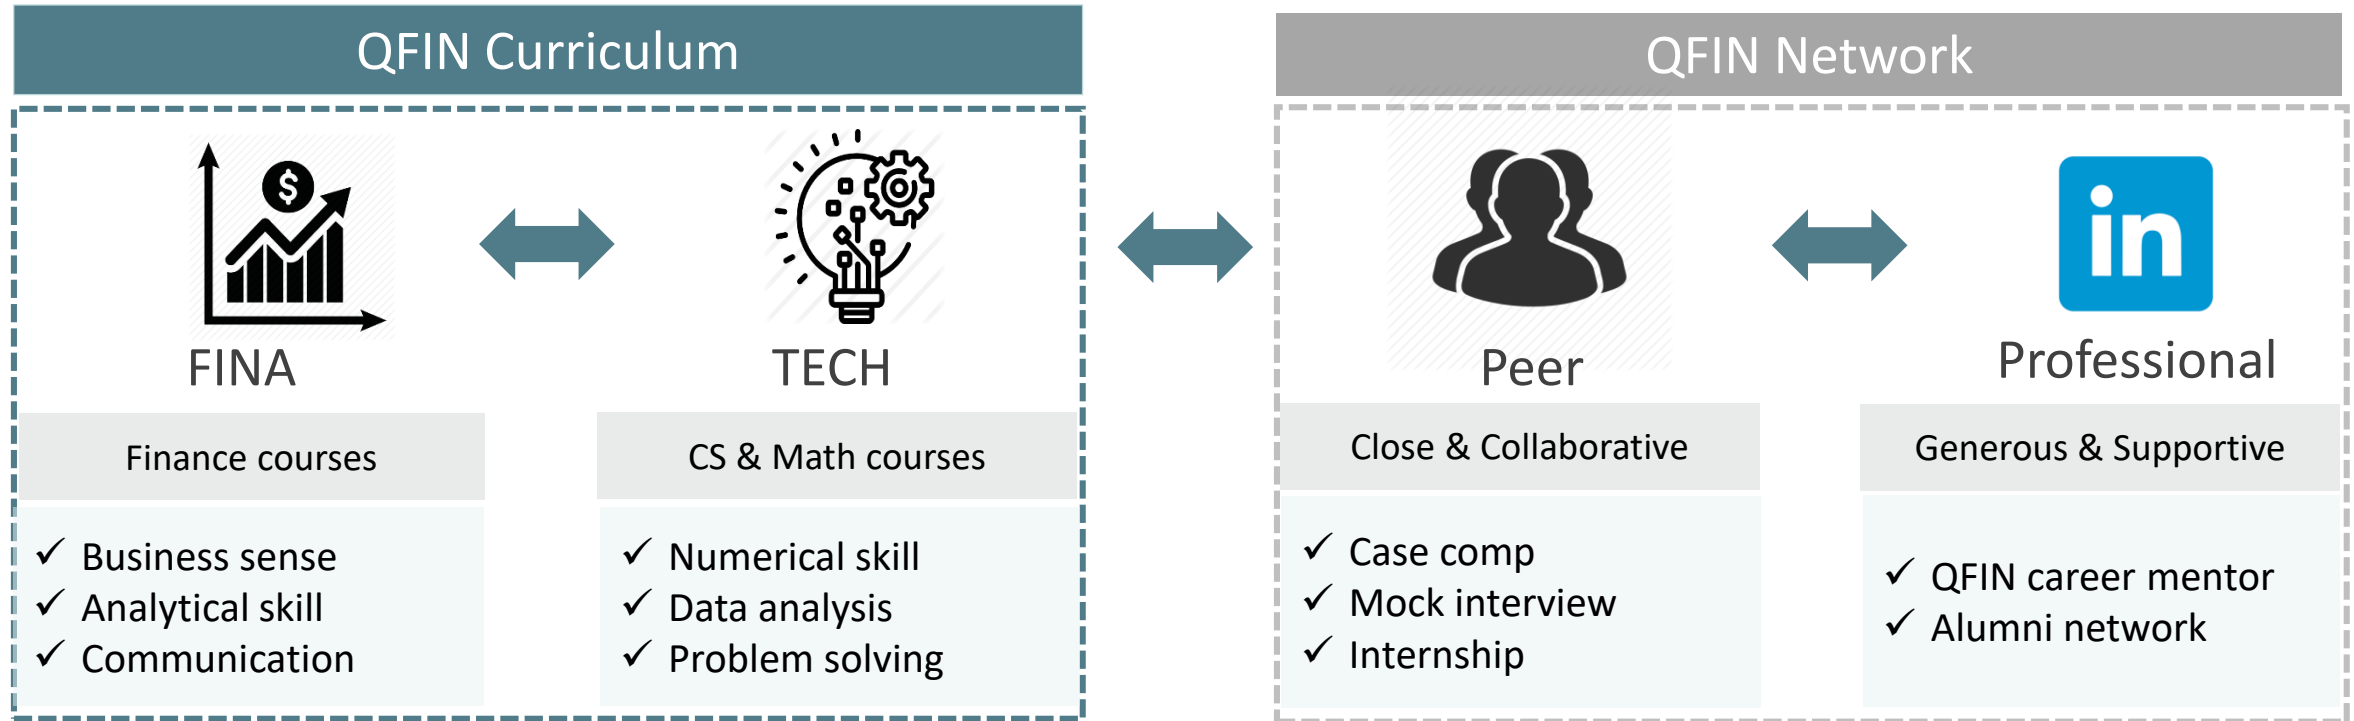 QFIN Curriculum
$
FINA
Finance courses
Business sense
Analytical skill
Communication
TECH
CS & Math courses
Numerical skill
Data analysis
Problem solving
QFIN Network
Peer
Close & Collaborative
Case comp
Mock interview
Internship
in
Professional
Generous & Supportive
QFIN career mentor
Alumni network